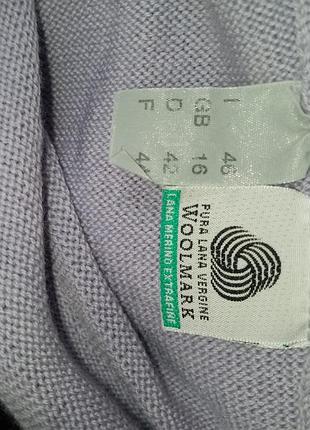 I 46
GB 16
D 42
F 44
PURA LANA VERGINE
WOOLMARK
LANA MERINO EXTRAFINE